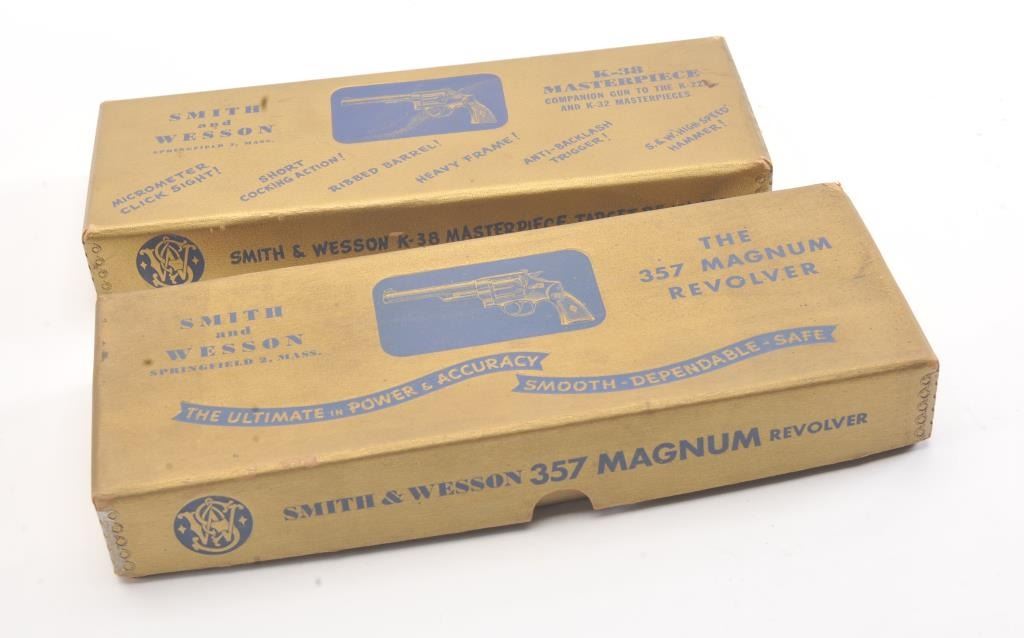 SMITH
and
WESSON
SPRINGFIELD 2, MASS.
K-38
MASTERPIECE
COMPANION GUN TO THE K-22
AND K-32 MASTERPIECES
MICROMETER
CLICK SIGHT!
SHORT
COCKING ACTION!
RIBBED BARREL!
HEAVY FRAME!
ANTI-BACKLASH
TRIGGER!
S.&W. HIGH-SPEED
HAMMER!
SMITH & WESSON K-38 MASTERPIECE TARGET
SMITH
and
WESSON
SPRINGFIELD 2, MASS.
THE
357 MAGNUM
REVOLVER
THE ULTIMATE IN POWER & ACCURACY
SMOOTH - DEPENDABLE - SAFE
SMITH & WESSON 357 MAGNUM REVOLVER